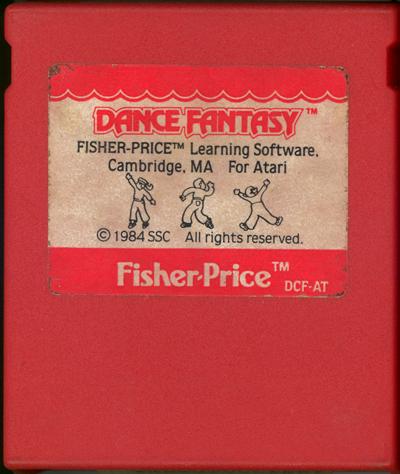 DANCE FANTASY™
FISHER-PRICE™ Learning Software,
Cambridge, MA For Atari
© 1984 SSC All rights reserved.
Fisher-Price™
DCF-AT